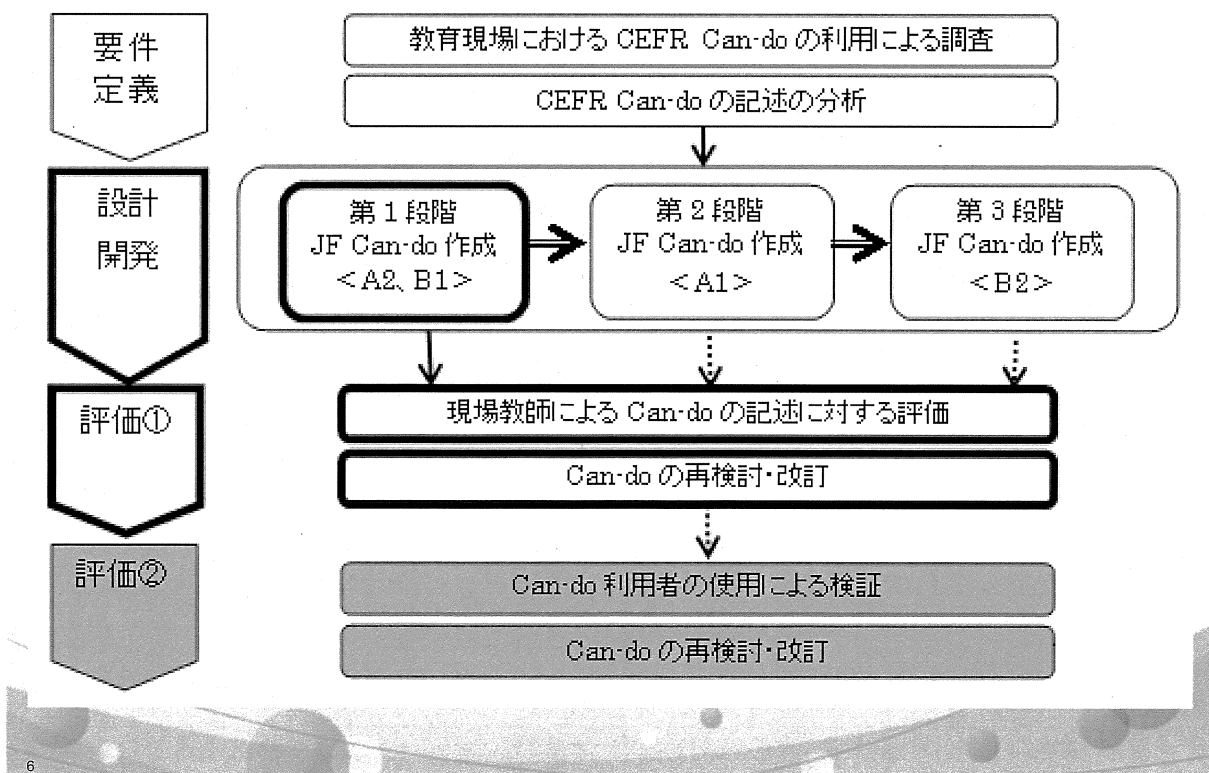 要件
定義
教育現場における CEFR Can-do の利用による調査
CEFR Can-do の記述の分析
設計
開発
第1段階
JF Can-do 作成
<A2、B1>
第2段階
JF Can-do 作成
<A1>
第3段階
JF Can-do 作成
<B2>
評価①
現場教師による Can-do の記述に対する評価
Can-do の再検討・改訂
評価②
Can-do 利用者の使用による検証
Can-do の再検討・改訂
6